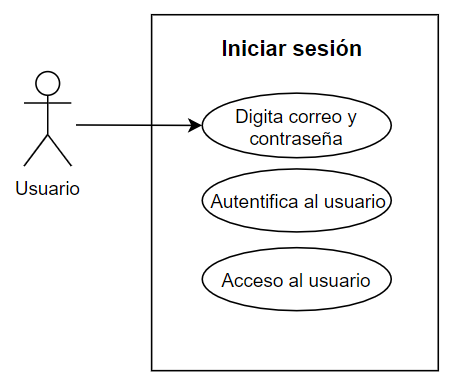 Iniciar sesión
Digita correo y
contraseña
Usuario
Autentifica al usuario
Acceso al usuario